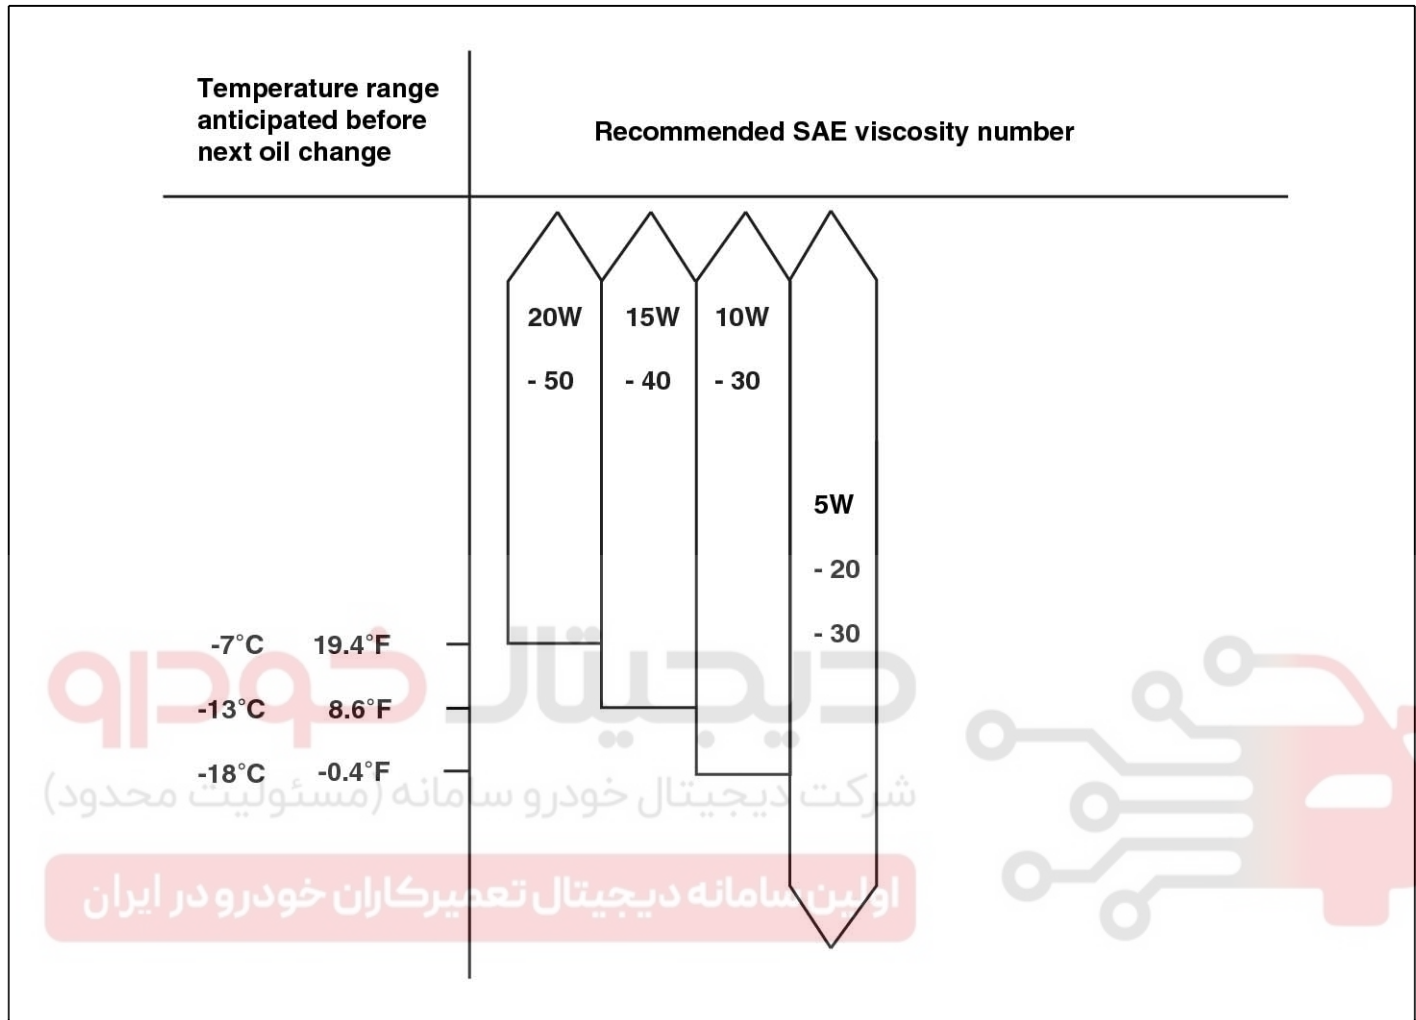 Temperature range
anticipated before
next oil change
Recommended SAE viscosity number
20W
- 50
15W
- 40
10W
- 30
5W
- 20
- 30
-7°C 19.4°F
-13°C 8.6°F
-18°C -0.4°F
دیجیتال خودرو
شرکت دیجیتال خودرو سامانه (مسئولیت محدود)
اولین سامانه دیجیتال تعمیرکاران خودرو در ایران